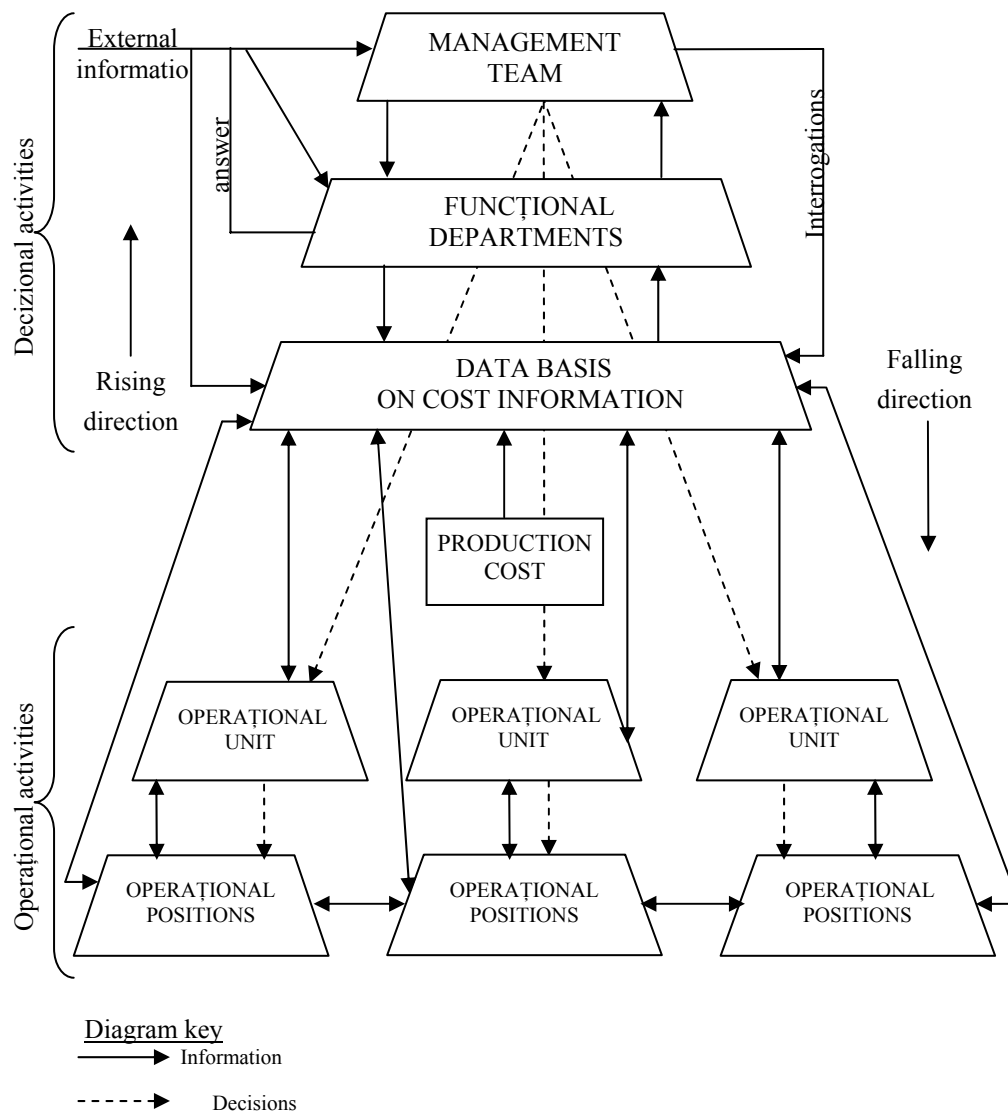 External
informatio
MANAGEMENT
TEAM
answer
Interrogations
Decizional activities
FUNCȚIONAL
DEPARTMENTS
Rising
direction
DATA BASIS
ON COST INFORMATION
Falling
direction
PRODUCTION
COST
Operațional activities
OPERAȚIONAL
UNIT
OPERAȚIONAL
UNIT
OPERAȚIONAL
UNIT
OPERAȚIONAL
POSITIONS
OPERAȚIONAL
POSITIONS
OPERAȚIONAL
POSITIONS
Diagram key
Information
Decisions